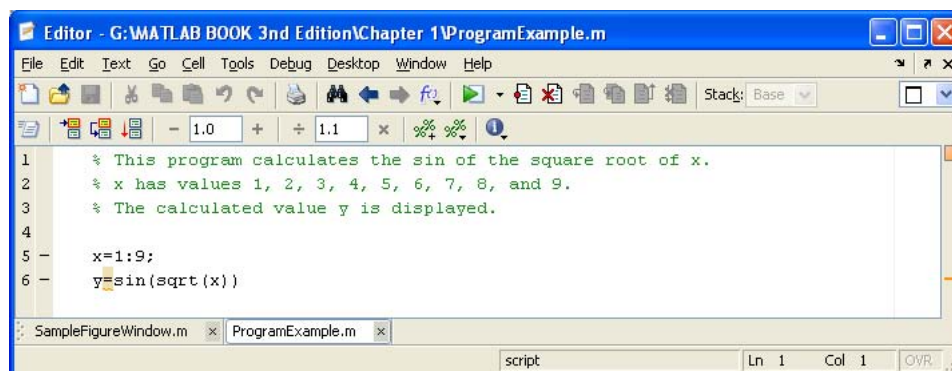 Editor - G:\MATLAB BOOK 3nd Edition\Chapter 1\ProgramExample.m
File Edit Text Go Cell Tools Debug Desktop Window Help
Stack: Base
- 1.0 + ÷ 1.1 ×
1 % This program calculates the sin of the square root of x.
2 % x has values 1, 2, 3, 4, 5, 6, 7, 8, and 9.
3 % The calculated value y is displayed.
4
5 - x=1:9;
6 - y=sin(sqrt(x))
SampleFigureWindow.m × ProgramExample.m ×
script Ln 1 Col 1 OVR